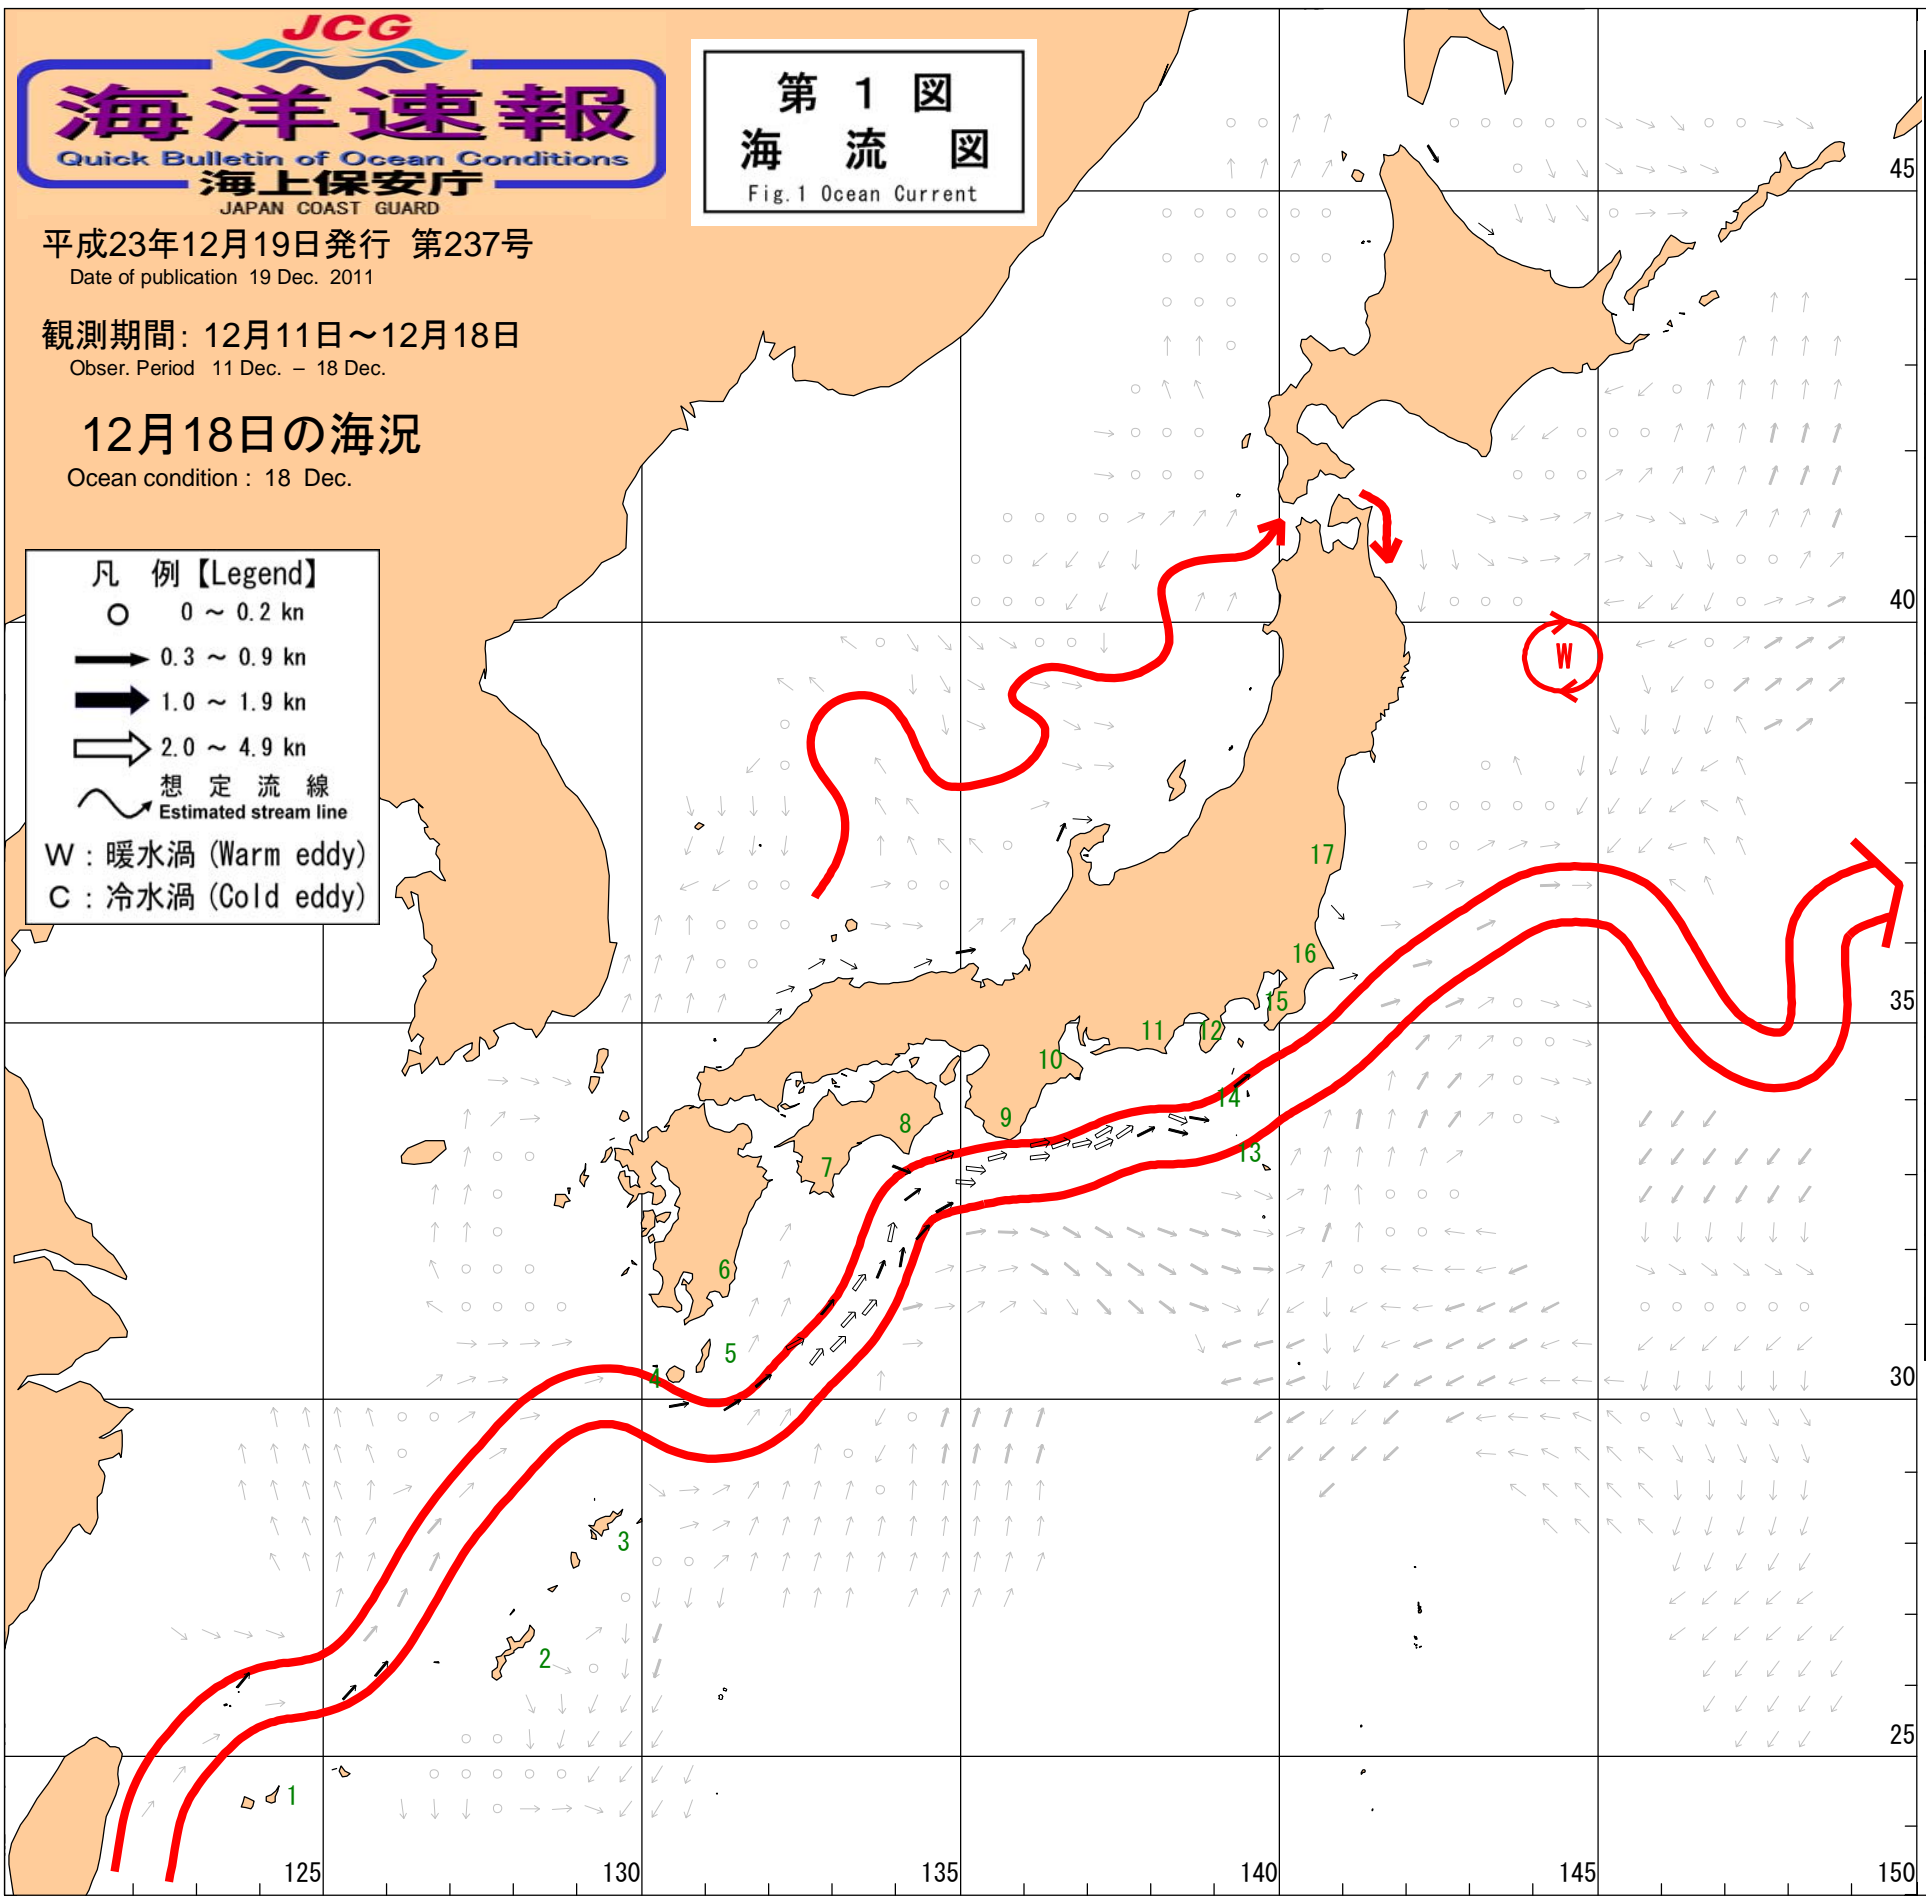 JCG
海洋速報
Quick Bulletin of Ocean Conditions
海上保安庁
JAPAN COAST GUARD
第 1 図
海 流 図
Fig.1 Ocean Current
平成23年12月19日発行 第237号
Date of publication 19 Dec. 2011
観測期間: 12月11日～12月18日
Obser. Period 11 Dec. – 18 Dec.
12月18日の海況
Ocean condition : 18 Dec.
凡 例【Legend】
0 ～ 0.2 kn
0.3 ～ 0.9 kn
1.0 ～ 1.9 kn
2.0 ～ 4.9 kn
想 定 流 線
Estimated stream line
W : 暖水渦 (Warm eddy)
C : 冷水渦 (Cold eddy)
45
40
W
17
16
35
15
12
11
10
14
9
8
13
7
6
5
4
30
3
2
25
1
125
130
135
140
145
150